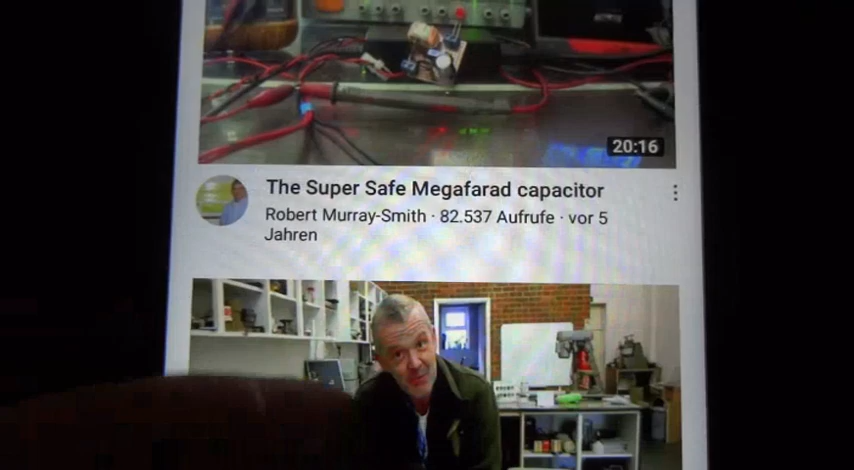 20:16
The Super Safe Megafarad capacitor
Robert Murray-Smith · 82.537 Aufrufe · vor 5
Jahren